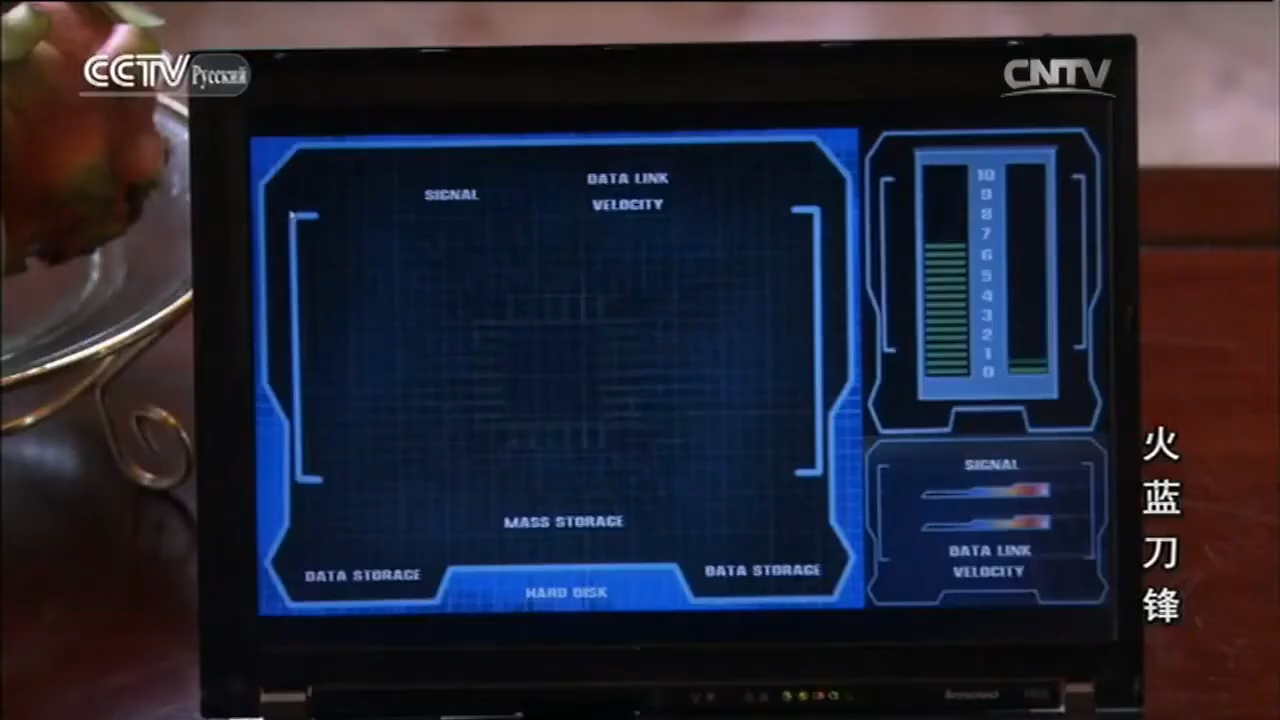 CCTV Русский
CNTV
SIGNAL
DATA LINK
VELOCITY
MASS STORAGE
DATA STORAGE
HARD DISK
DATA STORAGE
10
9
8
7
6
5
4
3
2
1
0
SIGNAL
DATA LINK
VELOCITY
火蓝刀锋